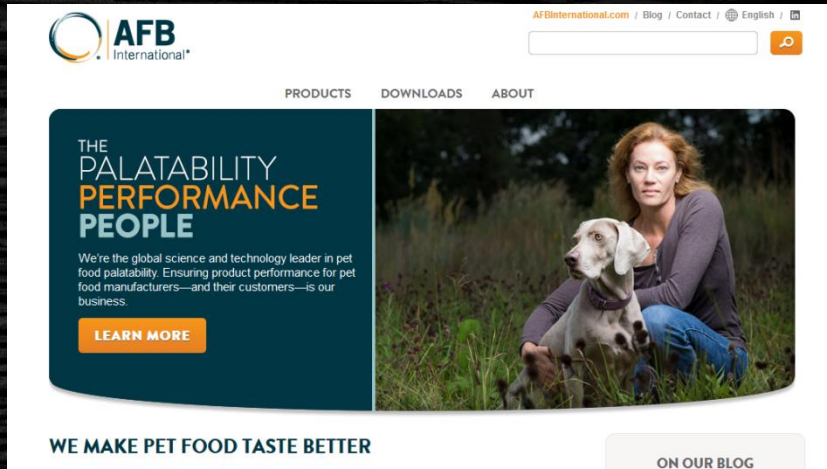 AFBInternational.com / Blog / Contact / English /
AFB
International
PRODUCTS DOWNLOADS ABOUT
THE
PALATABILITY
PERFORMANCE
PEOPLE
We're the global science and technology leader in pet
food palatability. Ensuring product performance for pet
food manufacturers—and their customers—is our
business.
LEARN MORE
WE MAKE PET FOOD TASTE BETTER
ON OUR BLOG